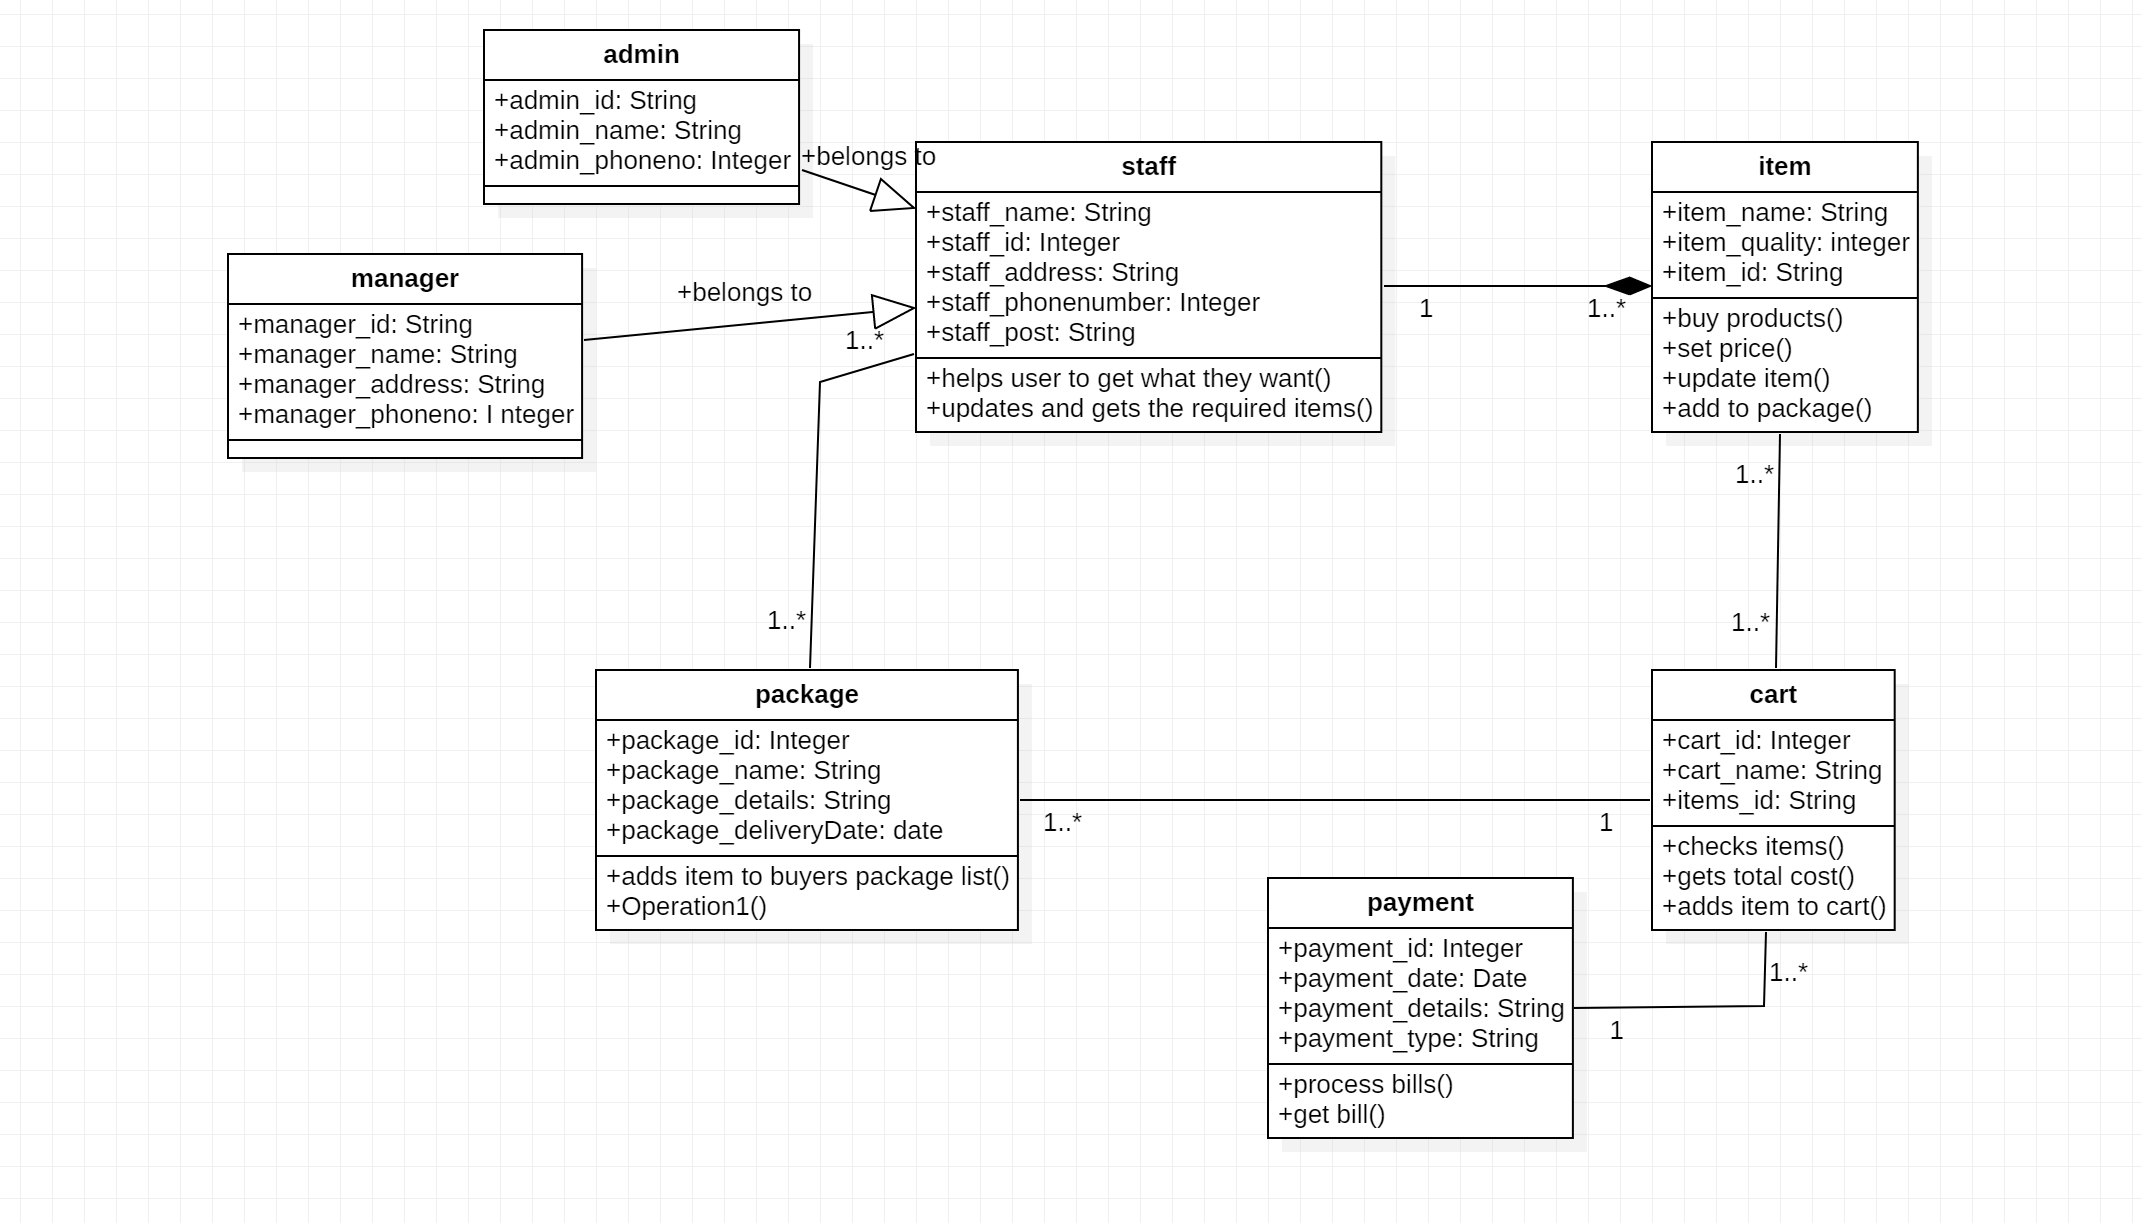 admin
+admin_id: String
+admin_name: String
+admin_phoneno: Integer
+belongs to
staff
+staff_name: String
+staff_id: Integer
+staff_address: String
+staff_phonenumber: Integer
+staff_post: String
+helps user to get what they want()
+updates and gets the required items()
item
+item_name: String
+item_quality: integer
+item_id: String
+buy products()
+set price()
+update item()
+add to package()
1
1..*
manager
+manager_id: String
+manager_name: String
+manager_address: String
+manager_phoneno: I nteger
+belongs to
1..*
1..*
1..*
1..*
package
+package_id: Integer
+package_name: String
+package_details: String
+package_deliveryDate: date
+adds item to buyers package list()
+Operation1()
1..*
1
cart
+cart_id: Integer
+cart_name: String
+items_id: String
+checks items()
+gets total cost()
+adds item to cart()
1..*
1
payment
+payment_id: Integer
+payment_date: Date
+payment_details: String
+payment_type: String
+process bills()
+get bill()